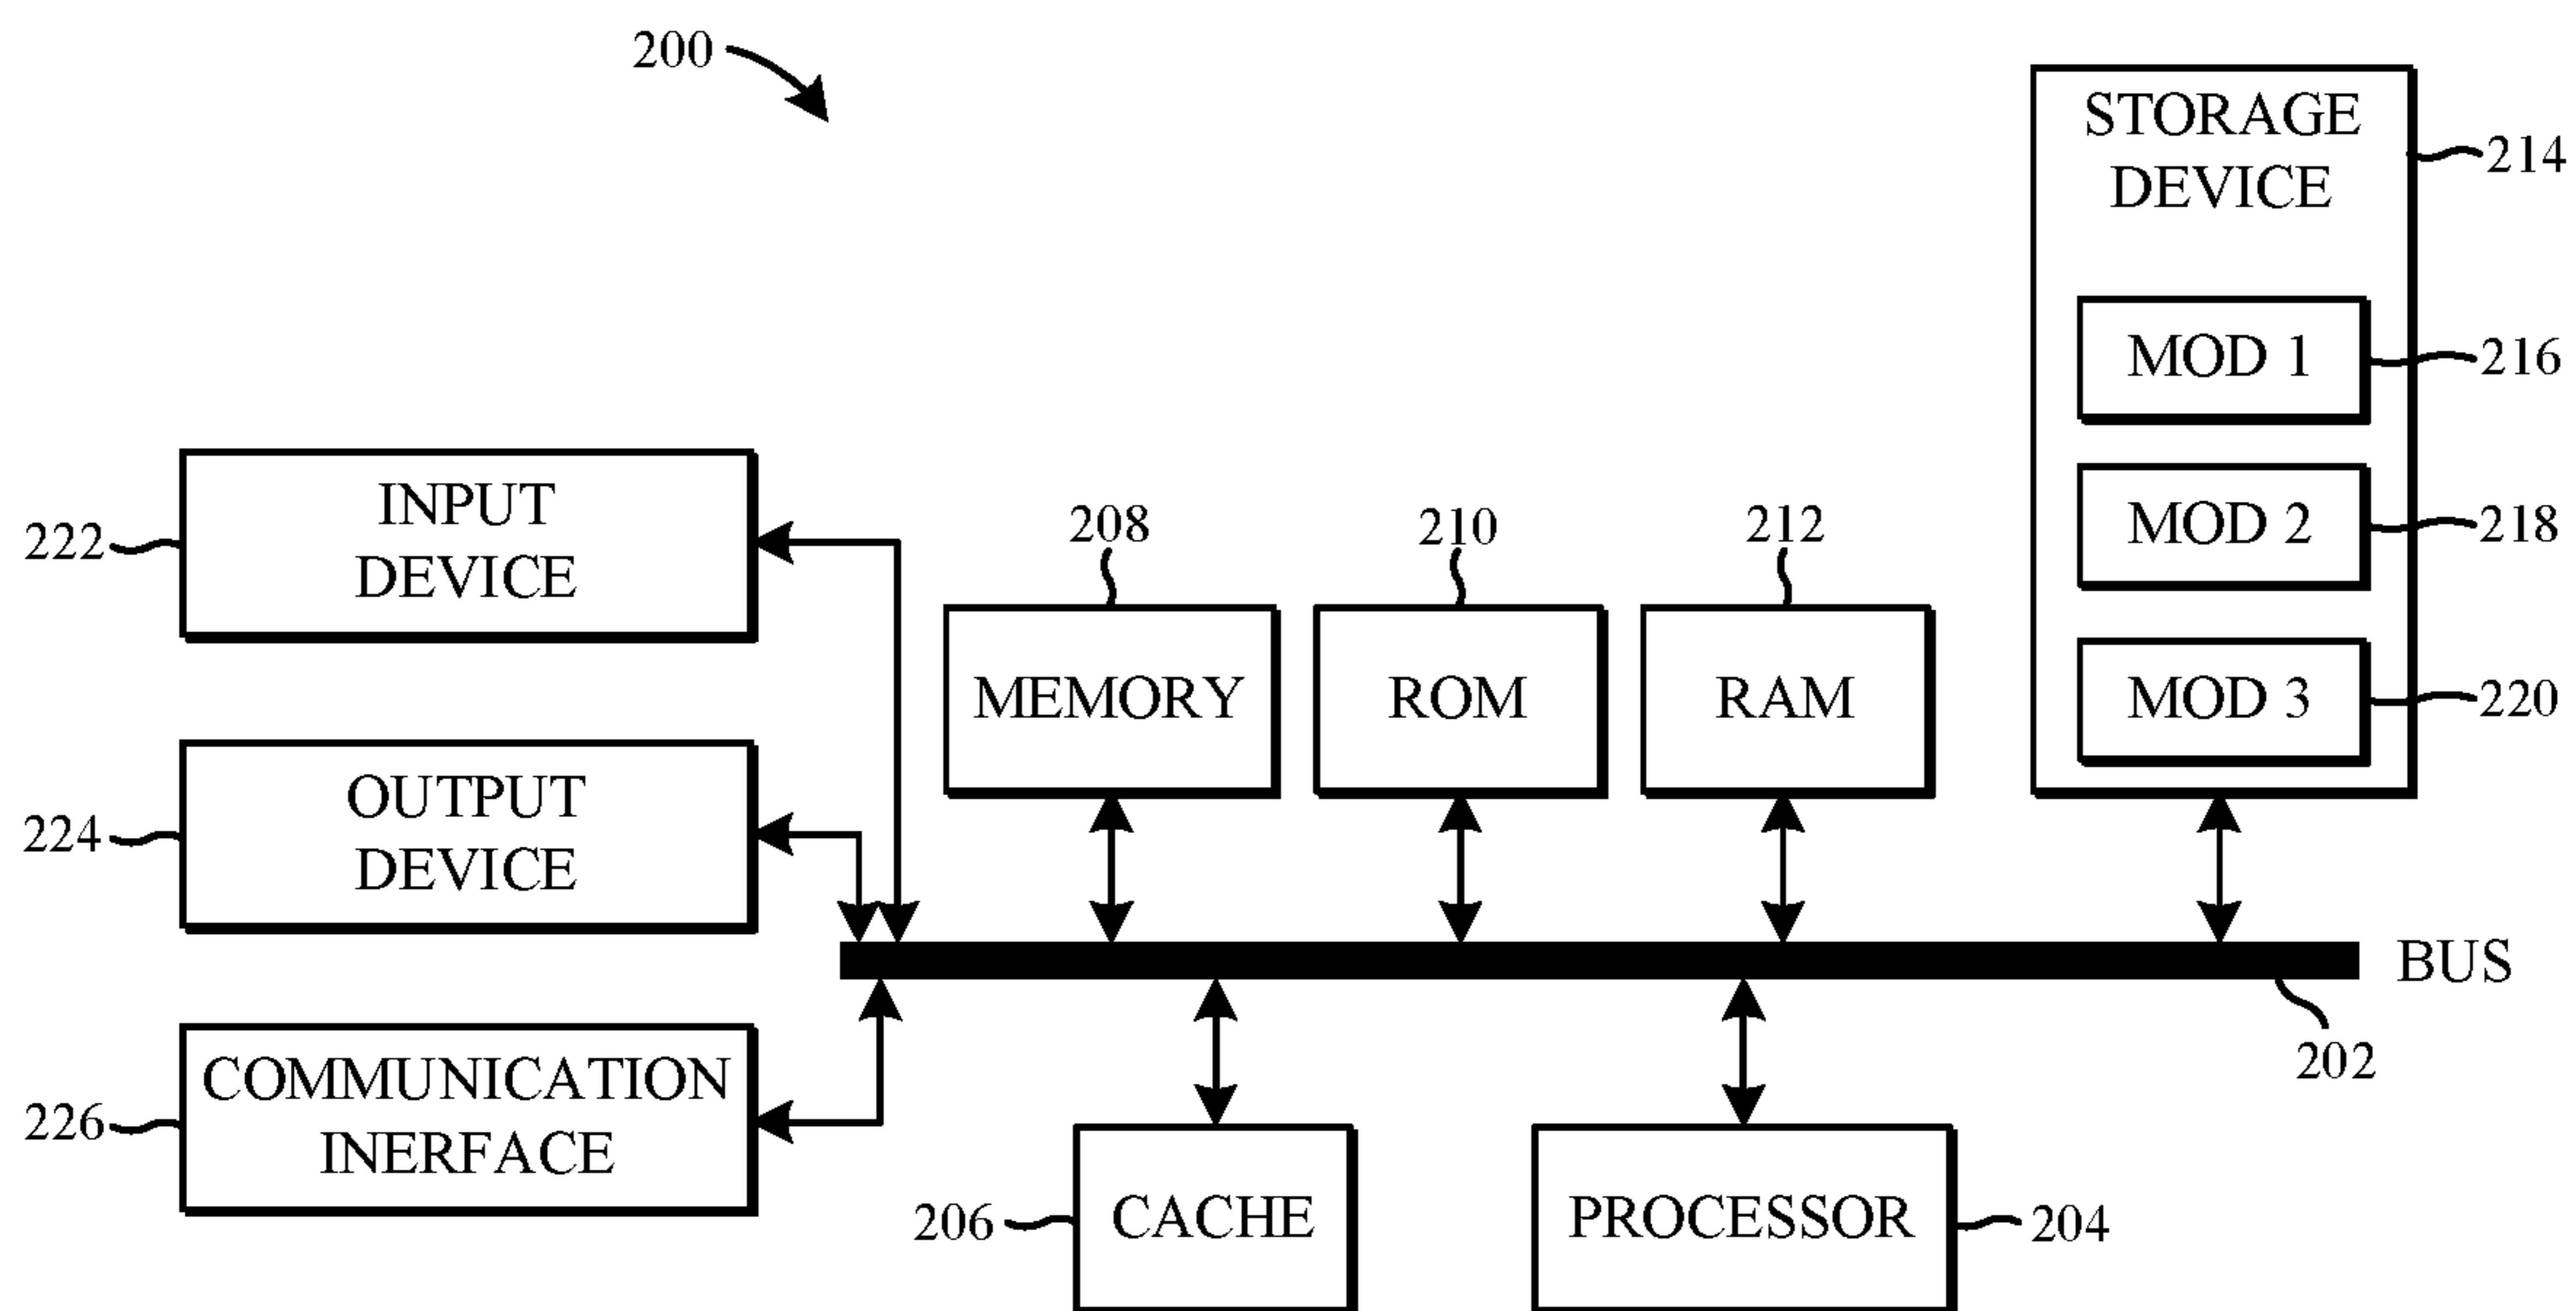 200
STORAGE
DEVICE
214
MOD 1
216
MOD 2
218
MOD 3
220
222
INPUT
DEVICE
208
210
212
MEMORY
ROM
RAM
224
OUTPUT
DEVICE
BUS
202
226
COMMUNICATION
INERFACE
206
CACHE
PROCESSOR
204